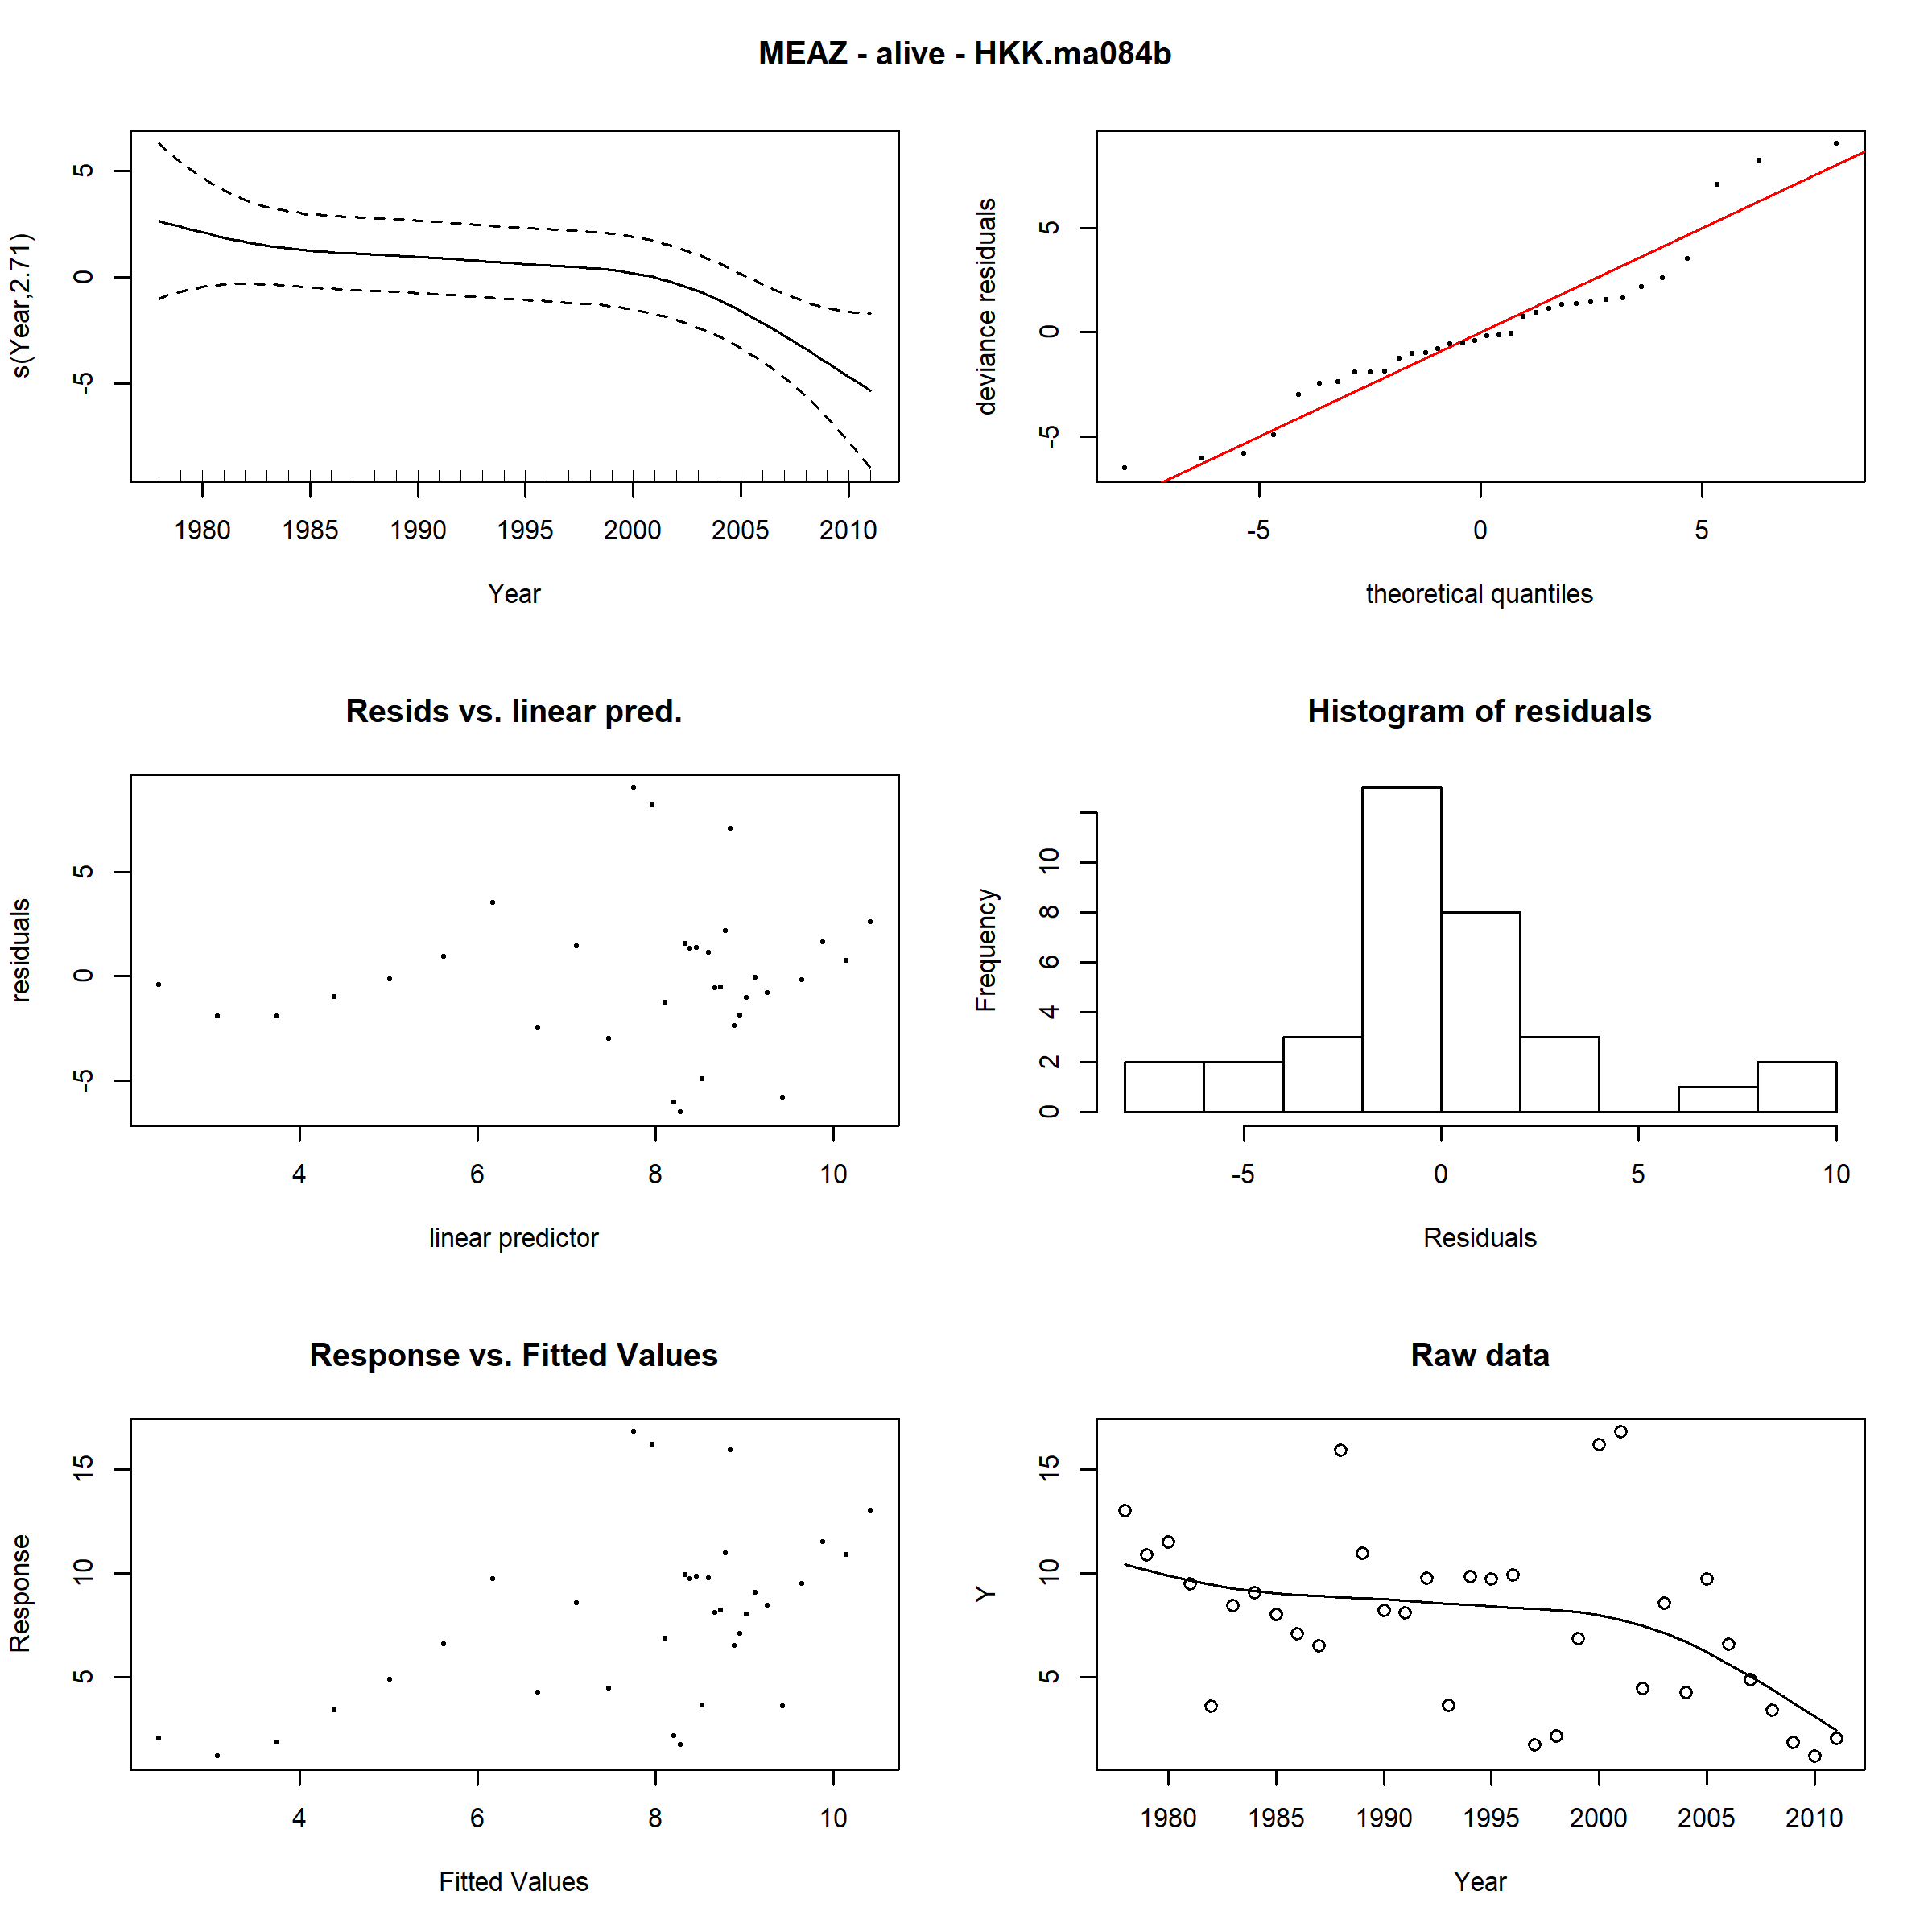 MEAZ - alive - HKK.ma084b
s(Year,2.71)
5
0
-5
1980 1985 1990 1995 2000 2005 2010
Year
deviance residuals
5
0
-5
-5 0 5
theoretical quantiles
Resids vs. linear pred.
residuals
5
0
-5
4 6 8 10
linear predictor
Histogram of residuals
Frequency
10
8
6
4
2
0
-5 0 5 10
Residuals
Response vs. Fitted Values
Response
15
10
5
4 6 8 10
Fitted Values
Raw data
Y
15
10
5
1980 1985 1990 1995 2000 2005 2010
Year